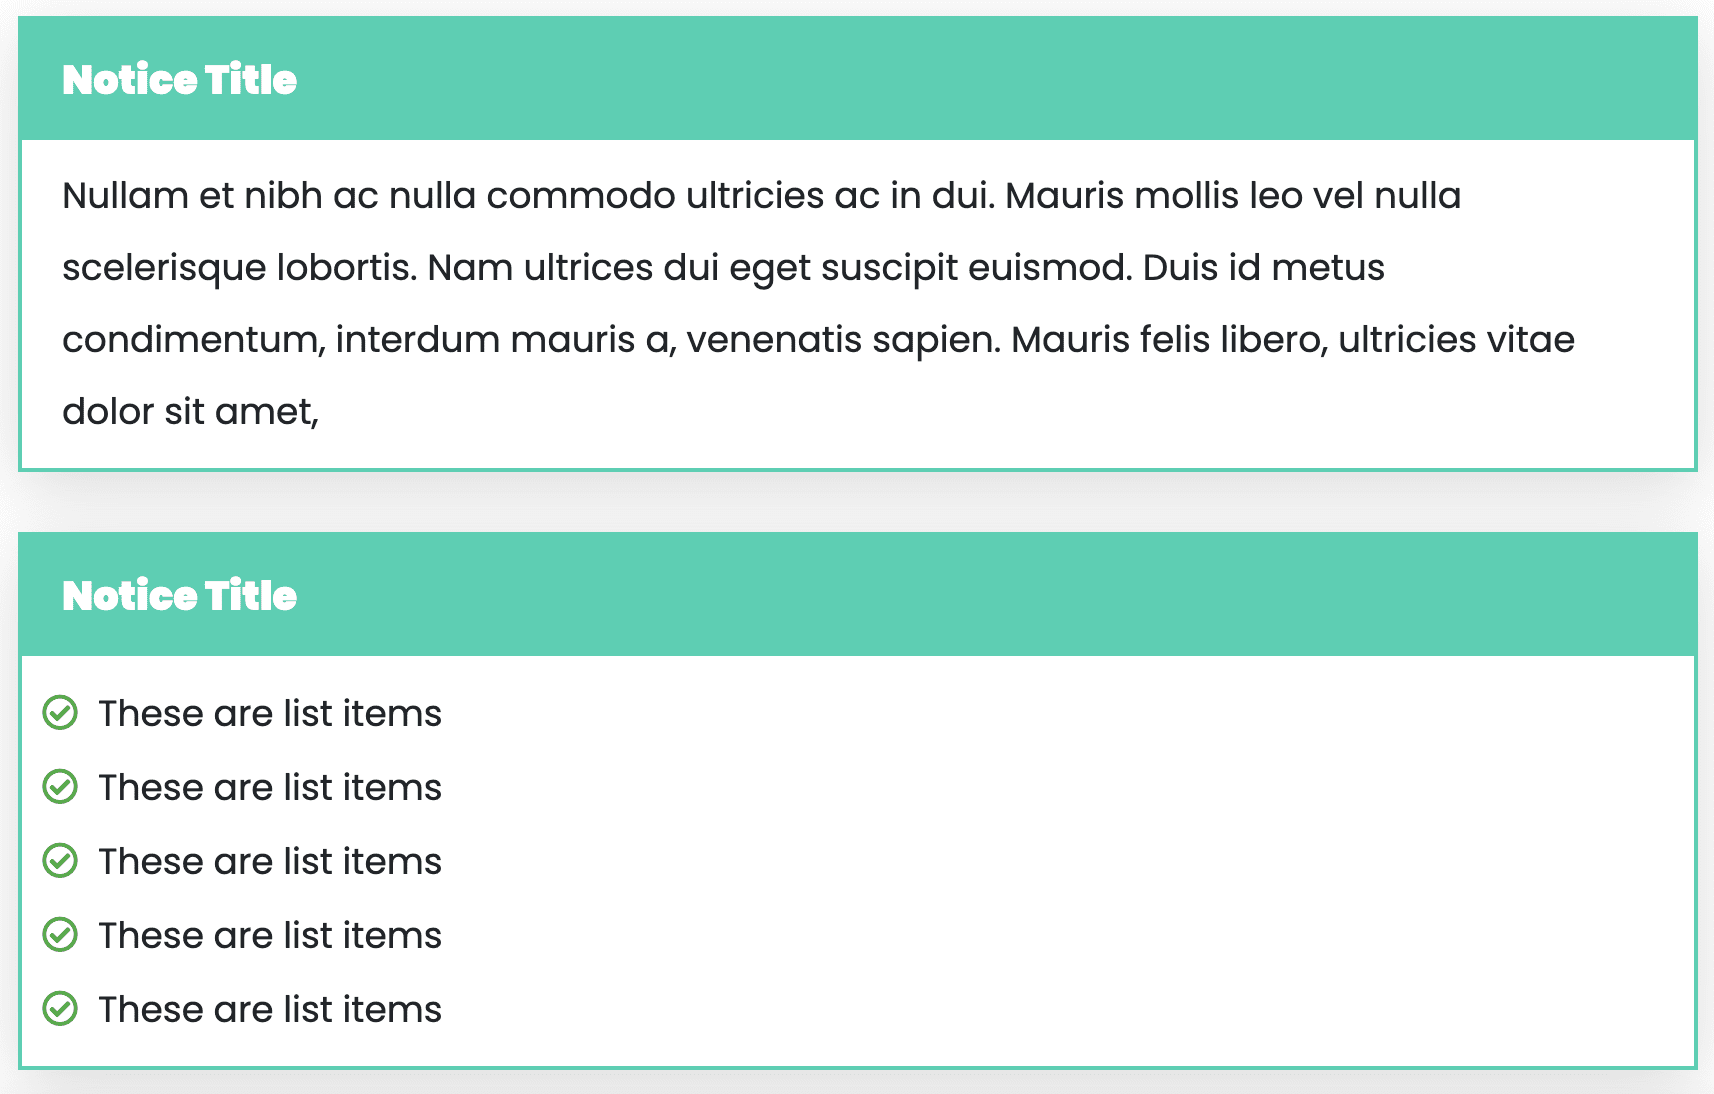 Notice Title
Nullam et nibh ac nulla commodo ultricies ac in dui. Mauris mollis leo vel nulla
scelerisque lobortis. Nam ultrices dui eget suscipit euismod. Duis id metus
condimentum, interdum mauris a, venenatis sapien. Mauris felis libero, ultricies vitae
dolor sit amet,
Notice Title
These are list items
These are list items
These are list items
These are list items
These are list items